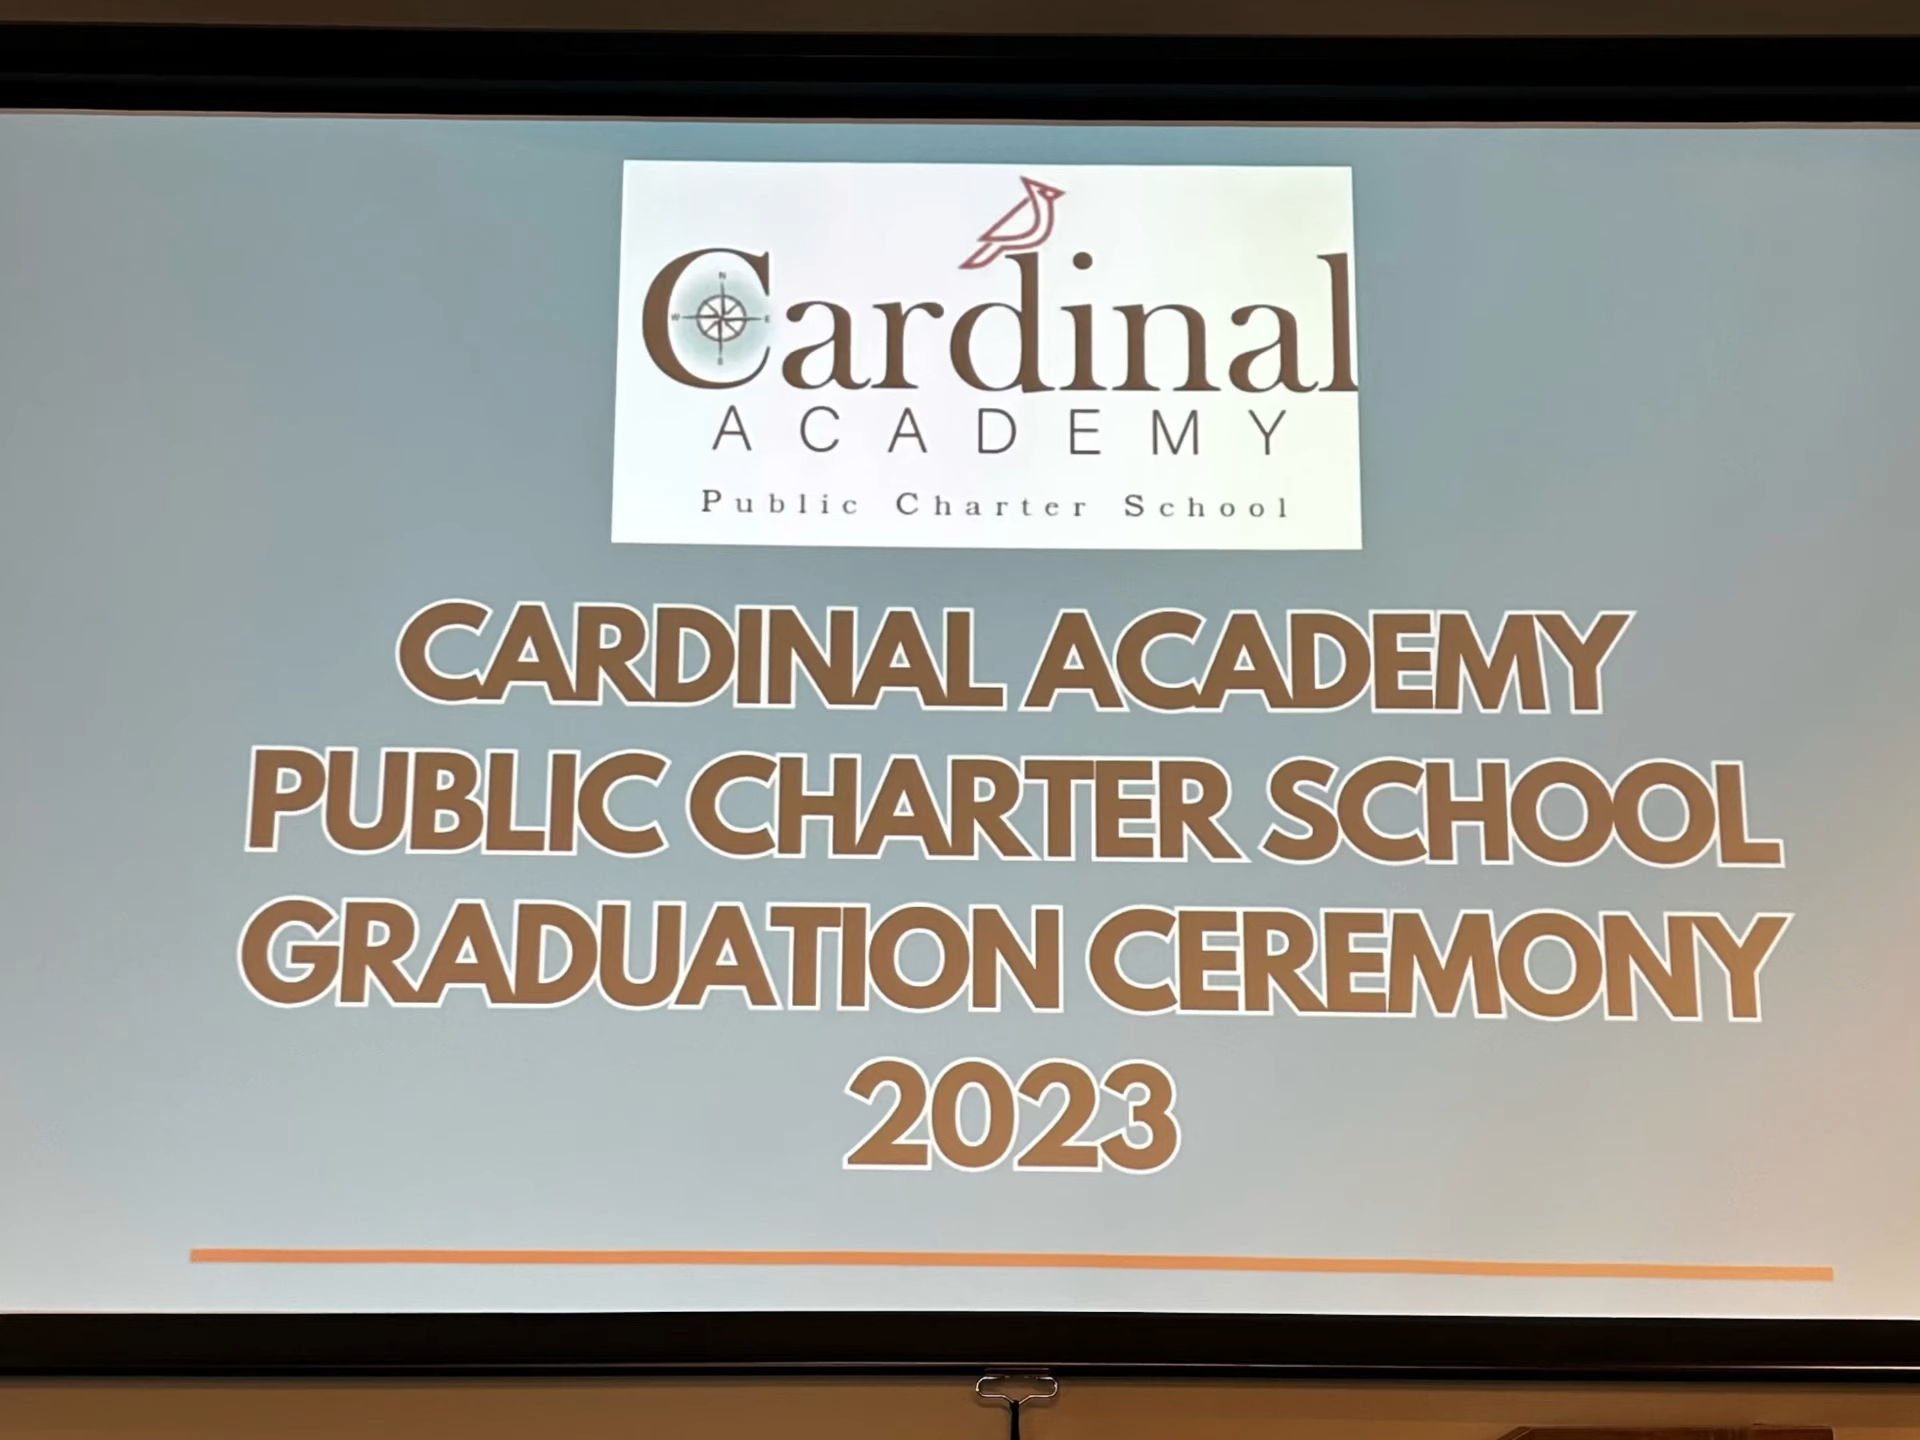 Cardinal
N
W E
S
ACADEMY
Public Charter School
CARDINAL ACADEMY
PUBLIC CHARTER SCHOOL
GRADUATION CEREMONY
2023